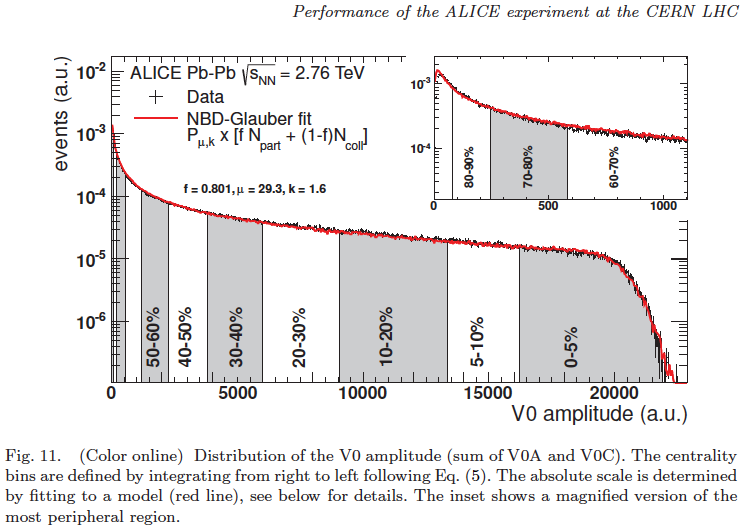 Performance of the ALICE experiment at the CERN LHC
events (a.u.)
10⁻²
10⁻³
10⁻⁴
10⁻⁵
10⁻⁶
ALICE Pb-Pb √sNN = 2.76 TeV
Data
NBD-Glauber fit
Pμ,k x [f Npart + (1-f)Ncoll]
f = 0.801, μ = 29.3, k = 1.6
10⁻³
10⁻⁴
80-90%
70-80%
60-70%
0 500 1000
50-60%
40-50%
30-40%
20-30%
10-20%
5-10%
0-5%
0 5000 10000 15000 20000
V0 amplitude (a.u.)
Fig. 11. (Color online) Distribution of the V0 amplitude (sum of V0A and V0C). The centrality
bins are defined by integrating from right to left following Eq. (5). The absolute scale is determined
by fitting to a model (red line), see below for details. The inset shows a magnified version of the
most peripheral region.